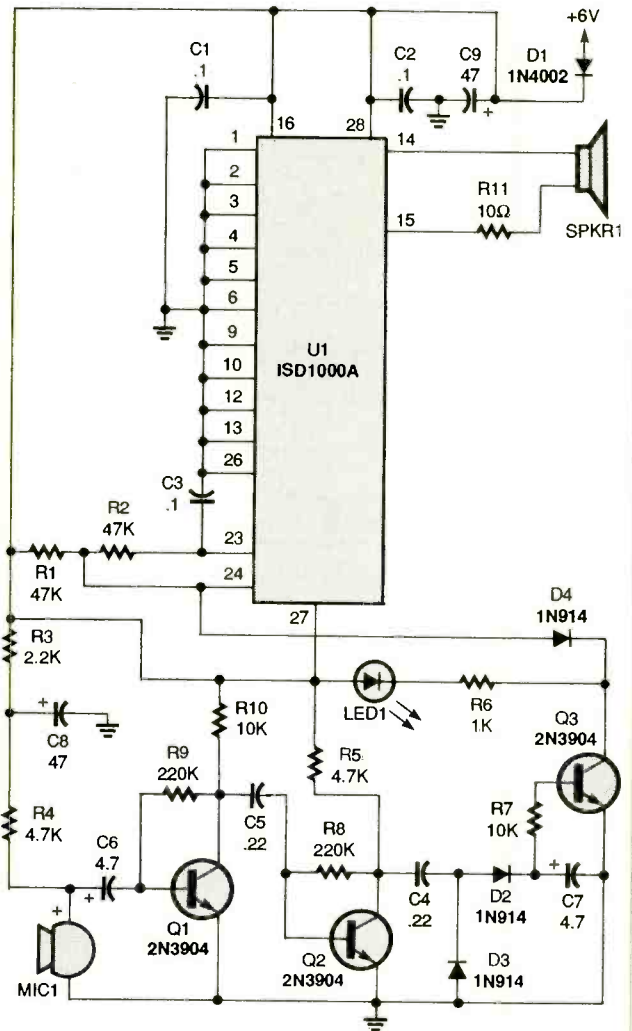 +6V
C1
.1
C2
.1
C9
47
+
D1
1N4002
16
28
1
14
2
R11
10Ω
3
4
15
SPKR1
5
6
9
U1
ISD1000A
10
12
13
26
C3
.1
R2
47K
23
R1
47K
24
27
D4
1N914
R3
2.2K
+
C8
47
R10
10K
LED1
R6
1K
Q3
2N3904
R9
220K
R5
4.7K
R4
4.7K
C6
4.7
+
C5
.22
R8
220K
R7
10K
+
C4
.22
D2
1N914
C7
4.7
+
Q1
2N3904
Q2
2N3904
D3
1N914
MIC1